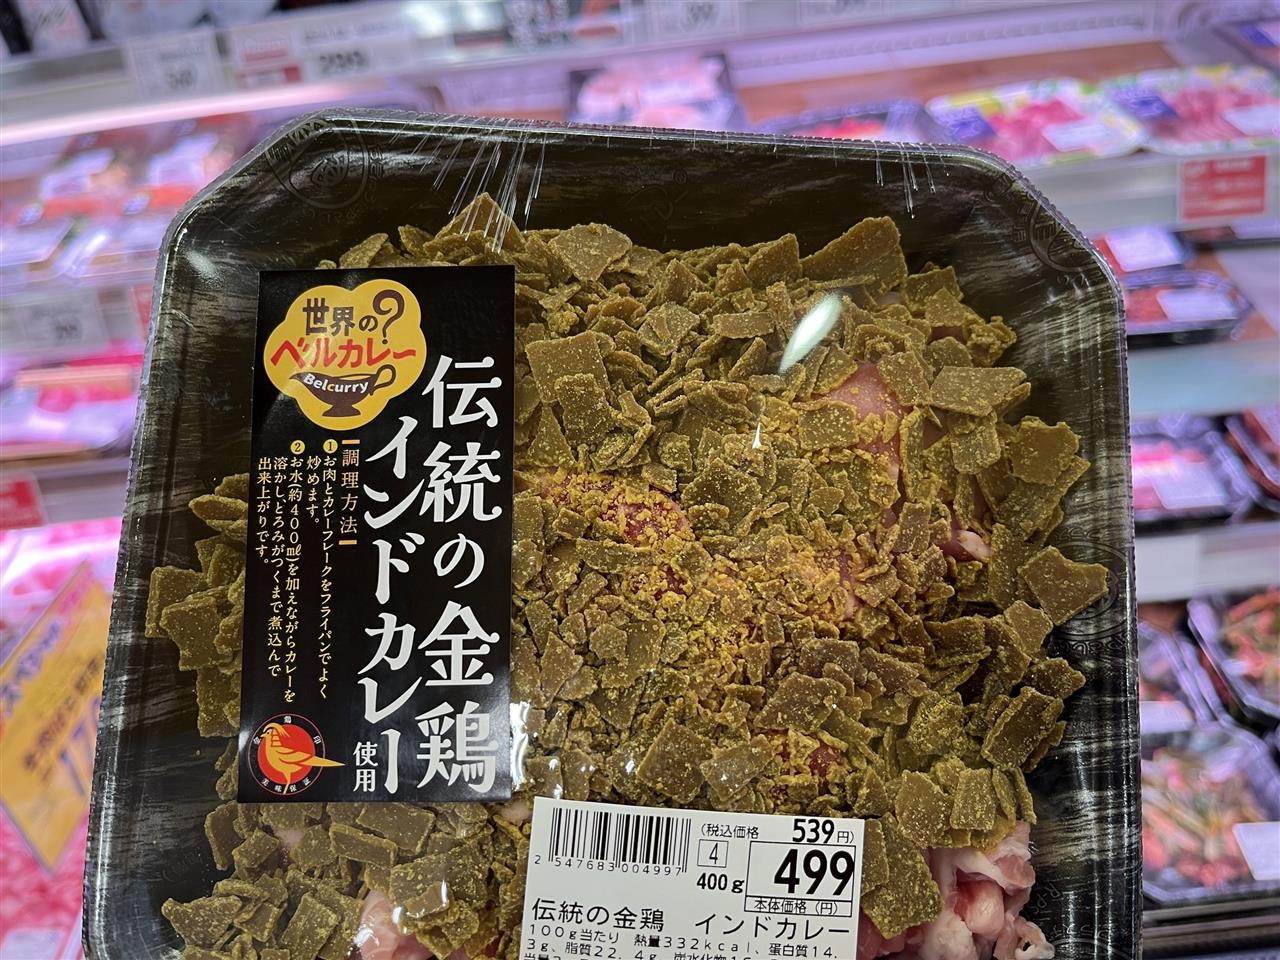 世界の?
ベルカレー
Belcurry
伝統の金鶏
インドカレー
使用
調理方法
❶お肉とカレーフレークをフライパンでよく
炒めます。
❷お水(約400㎖)を加えながらカレーを
溶かし、とろみがつくまで煮込んで
出来上がりです。
(税込価格 539円)
4
400g
499
本体価格(円)
2 547683 004997
伝統の金鶏 インドカレー
100g当たり 熱量332kcal、蛋白質14.
3g、脂質22.4g、炭水化物